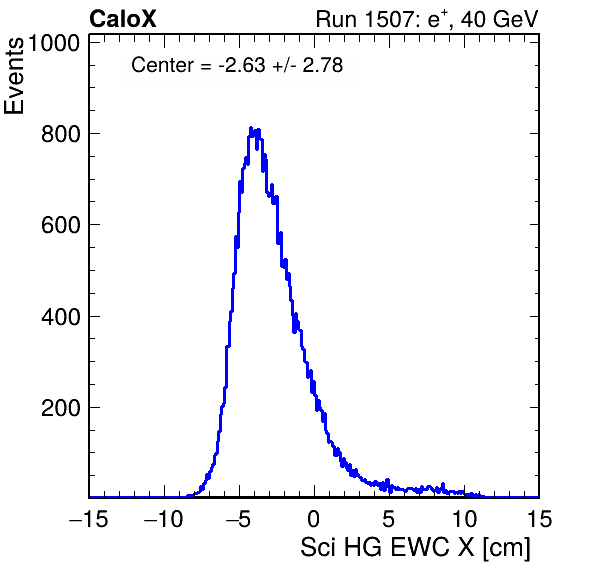 CaloX Run 1507: e⁺, 40 GeV
Events
Center = -2.63 +/- 2.78
1000
800
600
400
200
−15 −10 −5 0 5 10 15
Sci HG EWC X [cm]